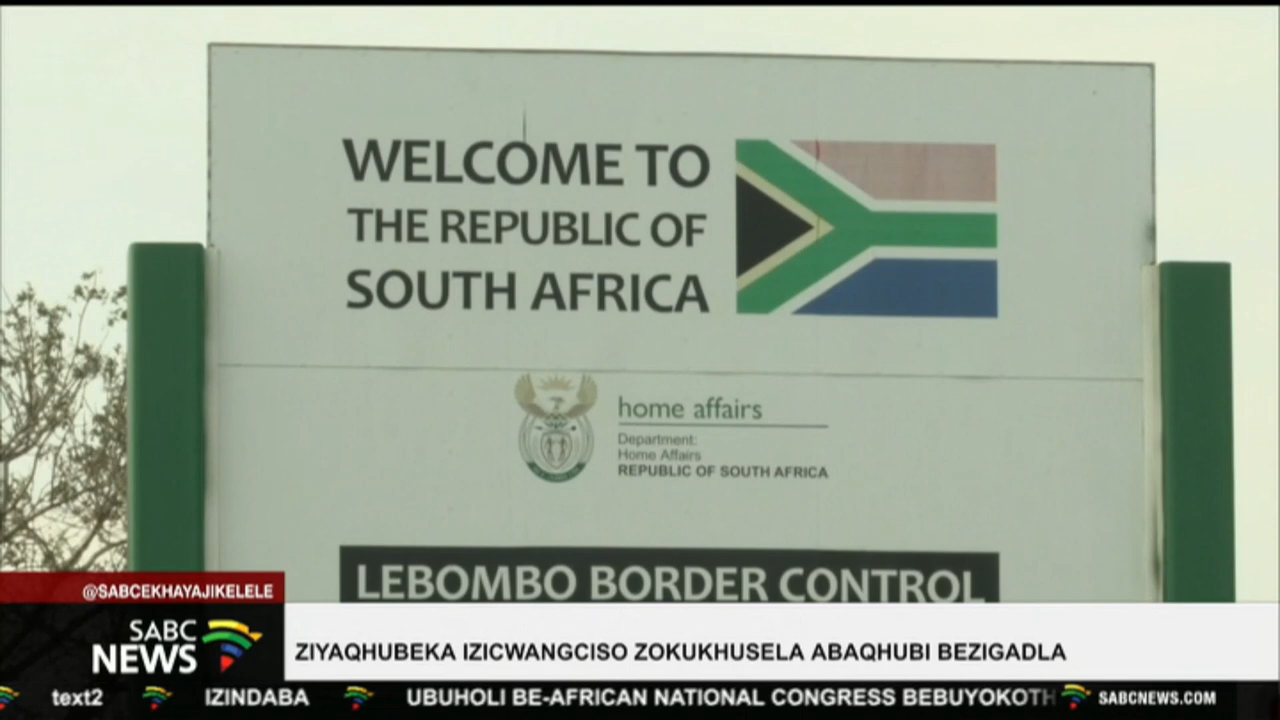 WELCOME TO
THE REPUBLIC OF
SOUTH AFRICA
home affairs
Department:
Home Affairs
REPUBLIC OF SOUTH AFRICA
LEBOMBO BORDER CONTROL
@SABCEKHAYAJIKELELE
SABC
NEWS
ZIYAQHUBEKA IZICWANGCISO ZOKUKHUSELA ABAQHUBI BEZIGADLA
text2 IZINDABA UBUHOLI BE-AFRICAN NATIONAL CONGRESS BEBUYOKOTH SABCNEWS.COM